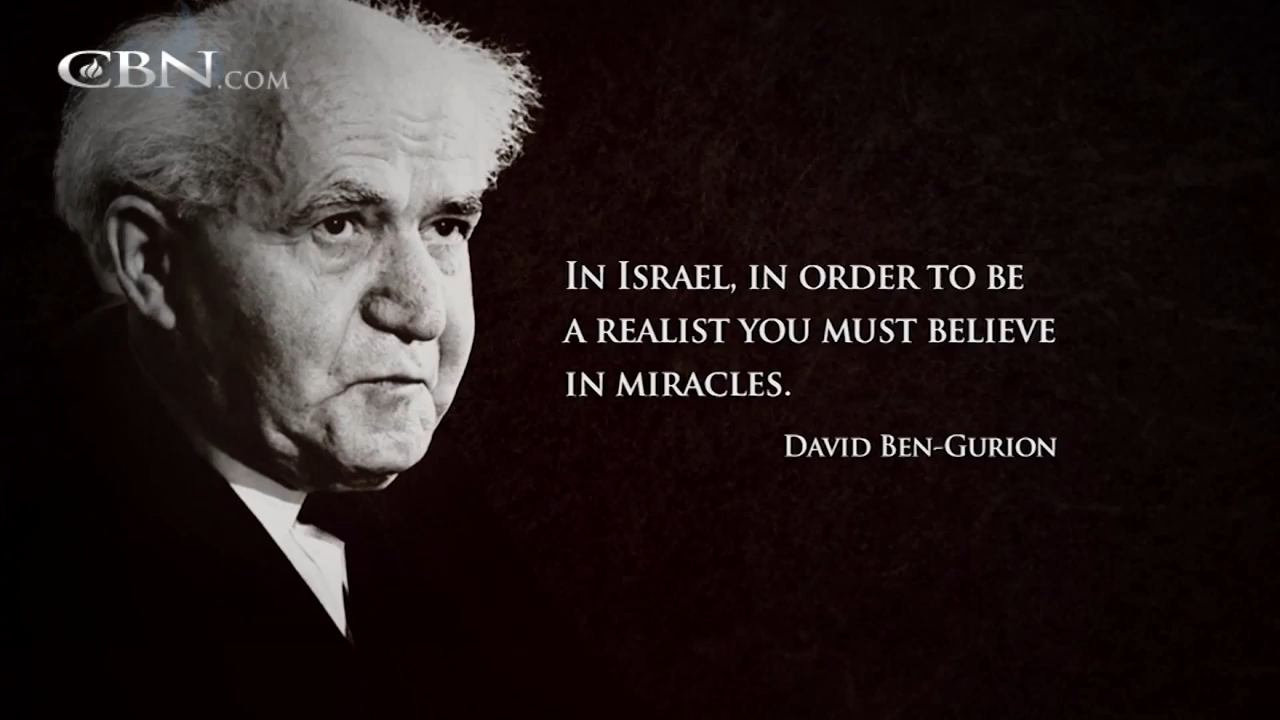 CBN.COM
IN ISRAEL, IN ORDER TO BE
A REALIST YOU MUST BELIEVE
IN MIRACLES.
DAVID BEN-GURION